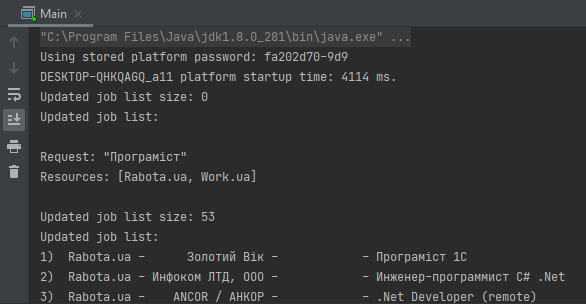 Main
"C:\Program Files\Java\jdk1.8.0_281\bin\java.exe" ...
Using stored platform password: fa202d70-9d9
DESKTOP-QHKQAGQ_a11 platform startup time: 4114 ms.
Updated job list size: 0
Updated job list:
Request: "Програміст"
Resources: [Rabota.ua, Work.ua]
Updated job list size: 53
Updated job list:
1) Rabota.ua - Золотий Вік - - Програміст 1С
2) Rabota.ua - Инфоком ЛТД, ООО - - Инженер-программист C# .Net
3) Rabota.ua - ANCOR / АНКОР - - .Net Developer (remote)